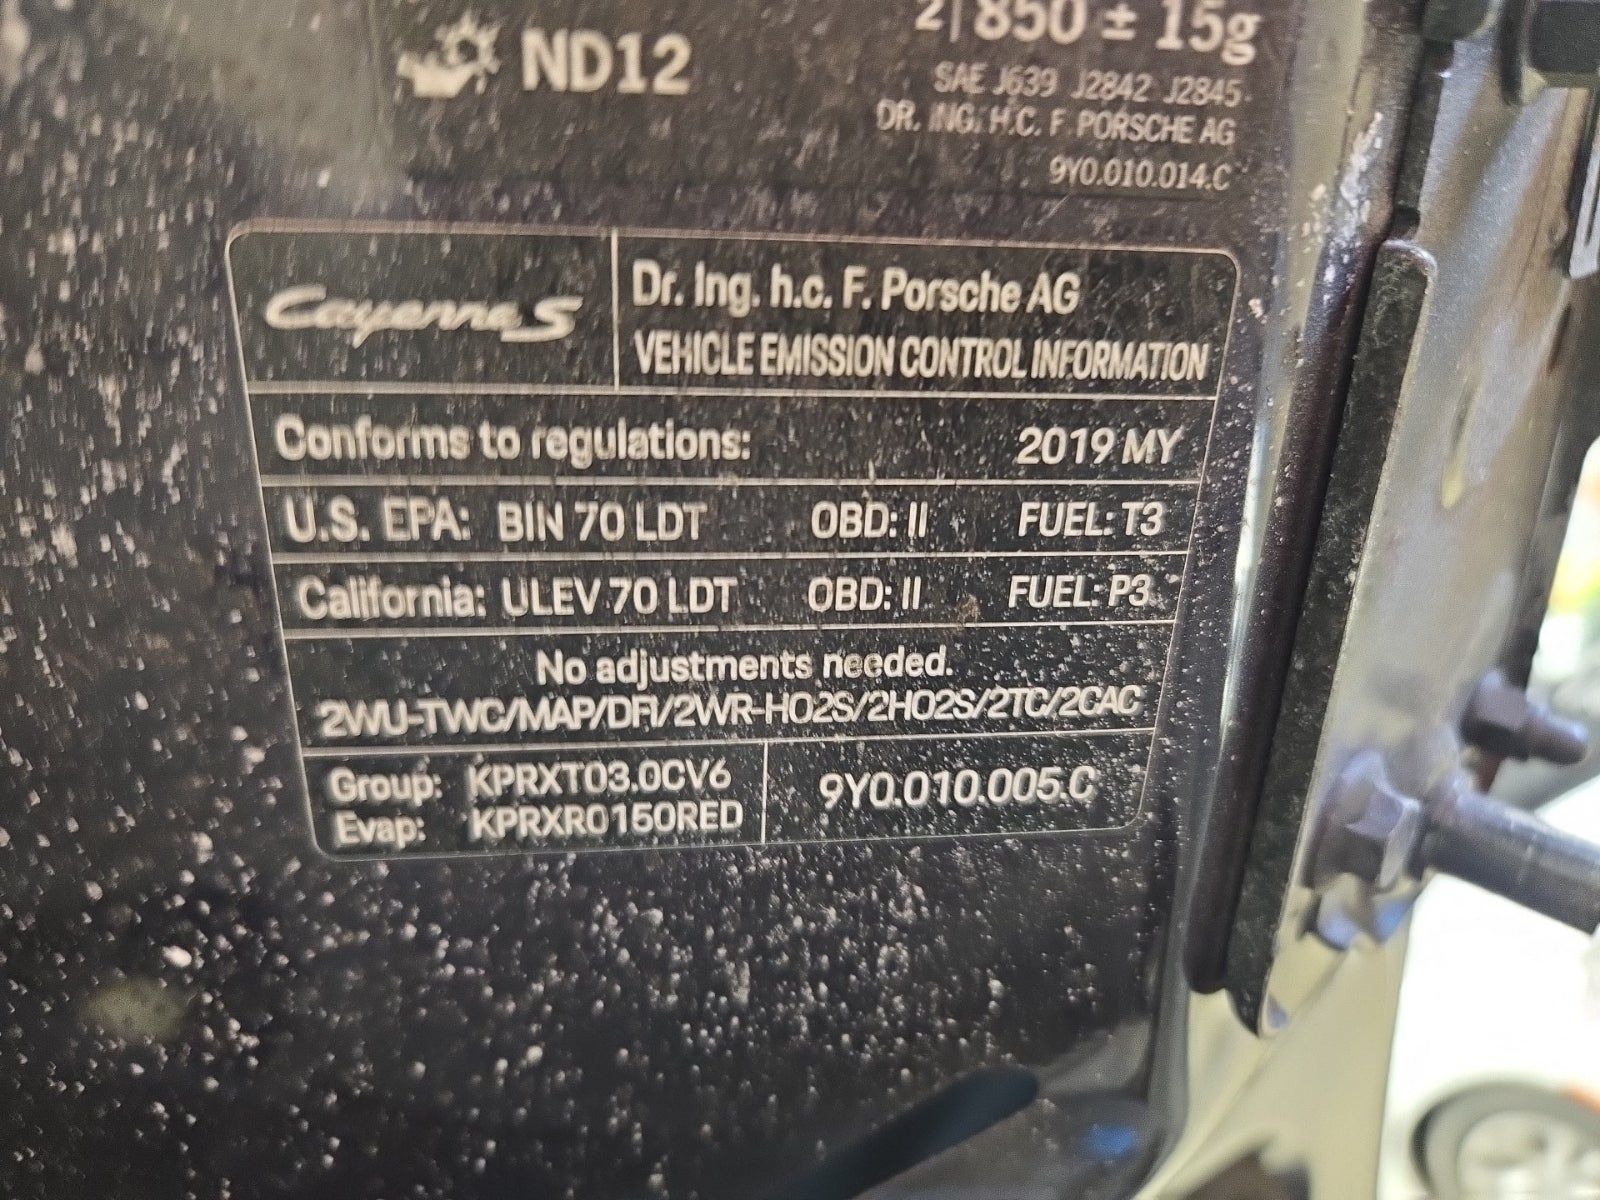 ND12
2 | 850 ± 15g
SAE J639 J2842 J2845
DR. ING. H.C. F. PORSCHE AG
9Y0.010.014.C
Cayenne S
Dr. Ing. h.c. F. Porsche AG
VEHICLE EMISSION CONTROL INFORMATION
Conforms to regulations: 2019 MY
U.S. EPA: BIN 70 LDT OBD: II FUEL: T3
California: ULEV 70 LDT OBD: II FUEL: P3
No adjustments needed.
2WU-TWC/MAP/DFI/2WR-HO2S/2HO2S/2TC/2CAC
Group: KPRXT03.0CV6
Evap: KPRXR0150RED
9Y0.010.005.C